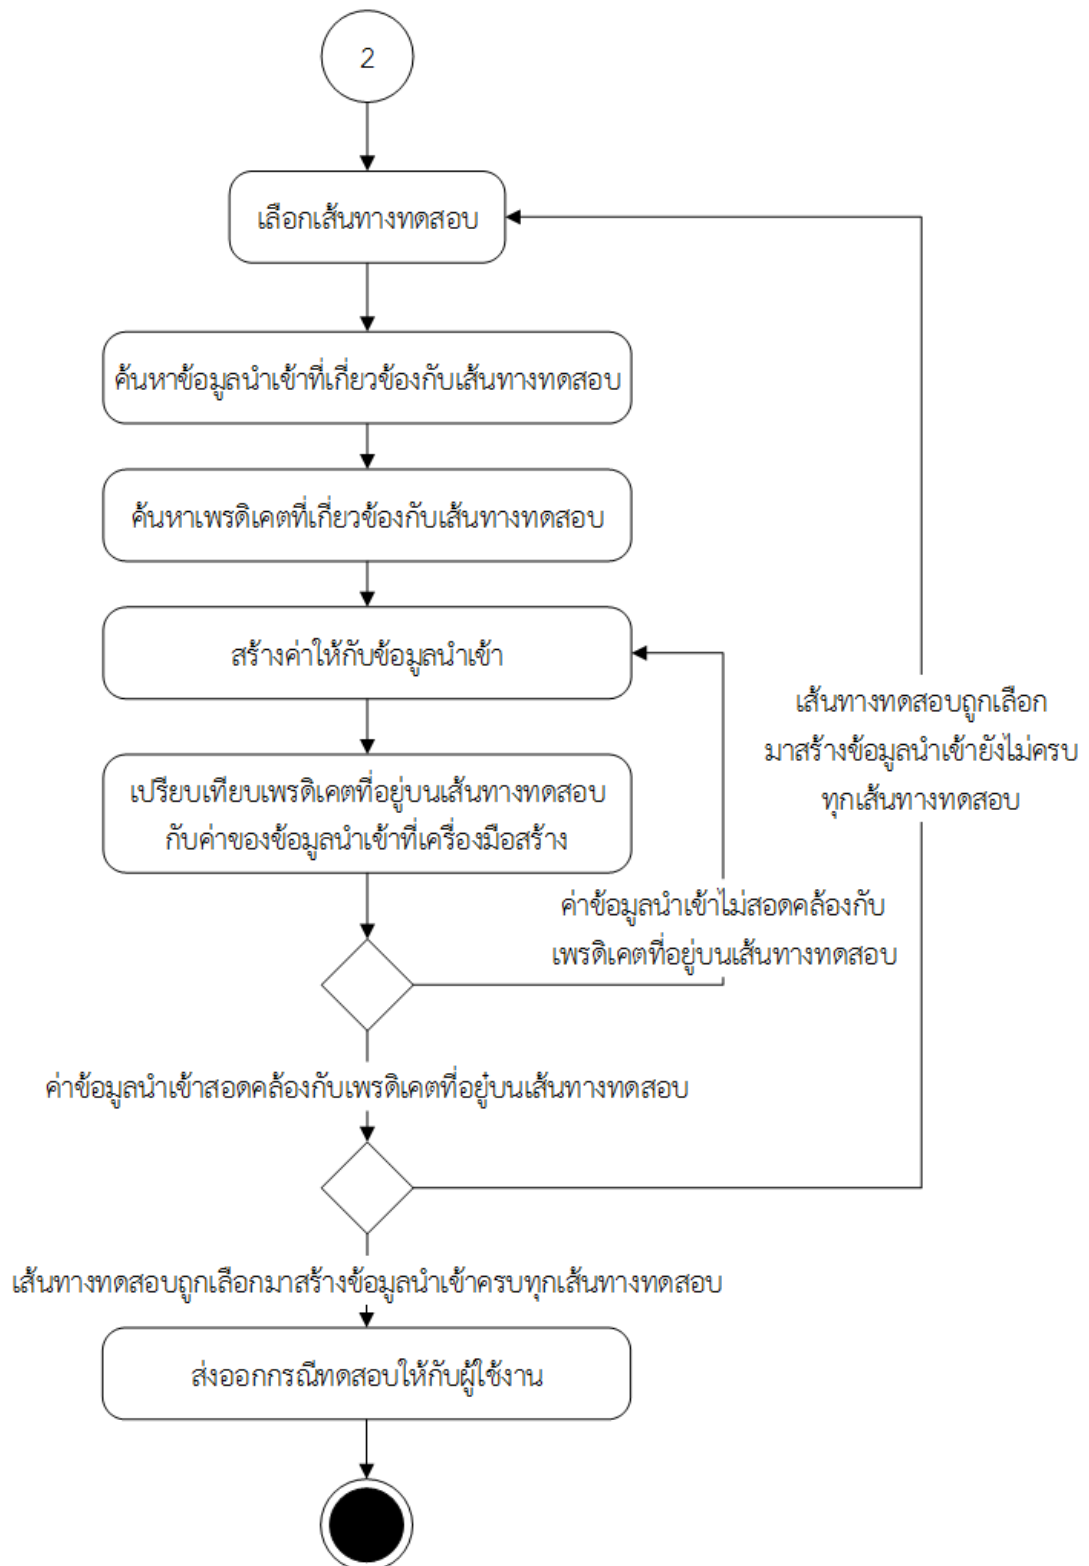 2
เลือกเส้นทางทดสอบ
ค้นหาข้อมูลนำเข้าที่เกี่ยวข้องกับเส้นทางทดสอบ
ค้นหาเพรดิเคตที่เกี่ยวข้องกับเส้นทางทดสอบ
สร้างค่าให้กับข้อมูลนำเข้า
เส้นทางทดสอบถูกเลือก
มาสร้างข้อมูลนำเข้ายังไม่ครบ
ทุกเส้นทางทดสอบ
เปรียบเทียบเพรดิเคตที่อยู่บนเส้นทางทดสอบ
กับค่าของข้อมูลนำเข้าที่เครื่องมือสร้าง
ค่าข้อมูลนำเข้าไม่สอดคล้องกับ
เพรดิเคตที่อยู่บนเส้นทางทดสอบ
ค่าข้อมูลนำเข้าสอดคล้องกับเพรดิเคตที่อยู่บนเส้นทางทดสอบ
เส้นทางทดสอบถูกเลือกมาสร้างข้อมูลนำเข้าครบทุกเส้นทางทดสอบ
ส่งออกกรณีทดสอบให้กับผู้ใช้งาน